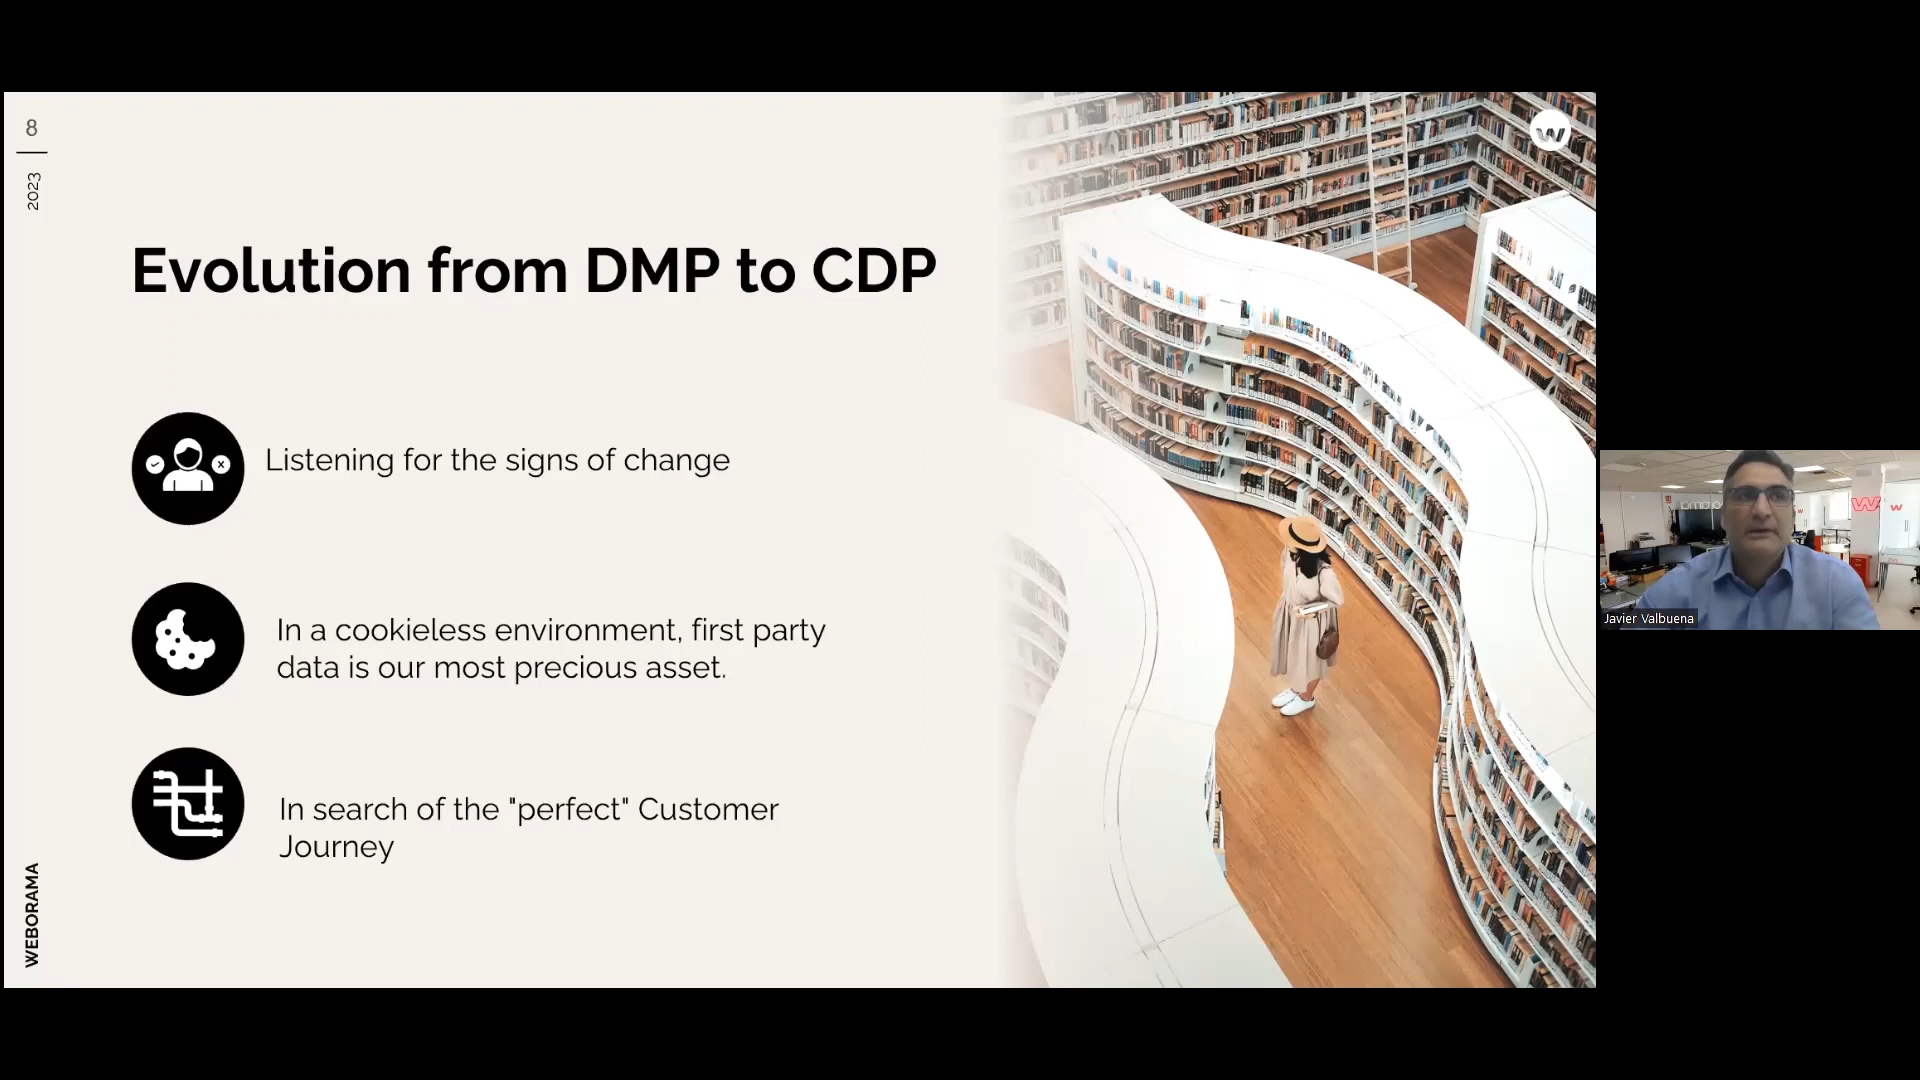 8
2023
Evolution from DMP to CDP
Listening for the signs of change
In a cookieless environment, first party
data is our most precious asset.
In search of the "perfect" Customer
Journey
WEBORAMA
W
Javier Valbuena